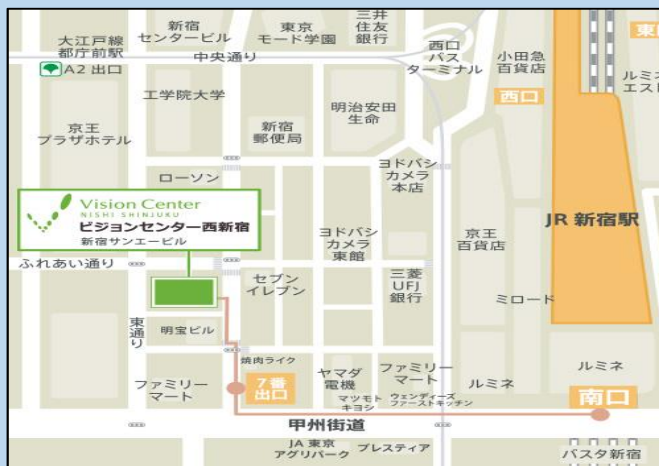 新宿
センタービル
東京
モード学園
三井
住友
銀行
大江戸線
都庁前駅
A2 出口
中央通り
西口
バス
ターミナル
小田急
百貨店
東口
ルミネ
エスト
西口
工学院大学
京王
プラザホテル
新宿
郵便局
明治安田
生命
ローソン
ヨドバシ
カメラ
本店
Vision Center
NISHI SHINJUKU
ビジョンセンター西新宿
新宿サンエービル
ヨドバシ
カメラ
東館
京王
百貨店
JR 新宿駅
ふれあい通り
セブン
イレブン
三菱
UFJ
銀行
ミロード
東通り
明宝ビル
焼肉ライク
ファミリー
マート
7番
出口
ヤマダ
電機
ファミリー
マート
ルミネ
ルミネ
マツモト
キヨシ
ウェンディーズ
ファーストキッチン
南口
甲州街道
JA 東京
アグリパーク
プレスティア
バスタ新宿